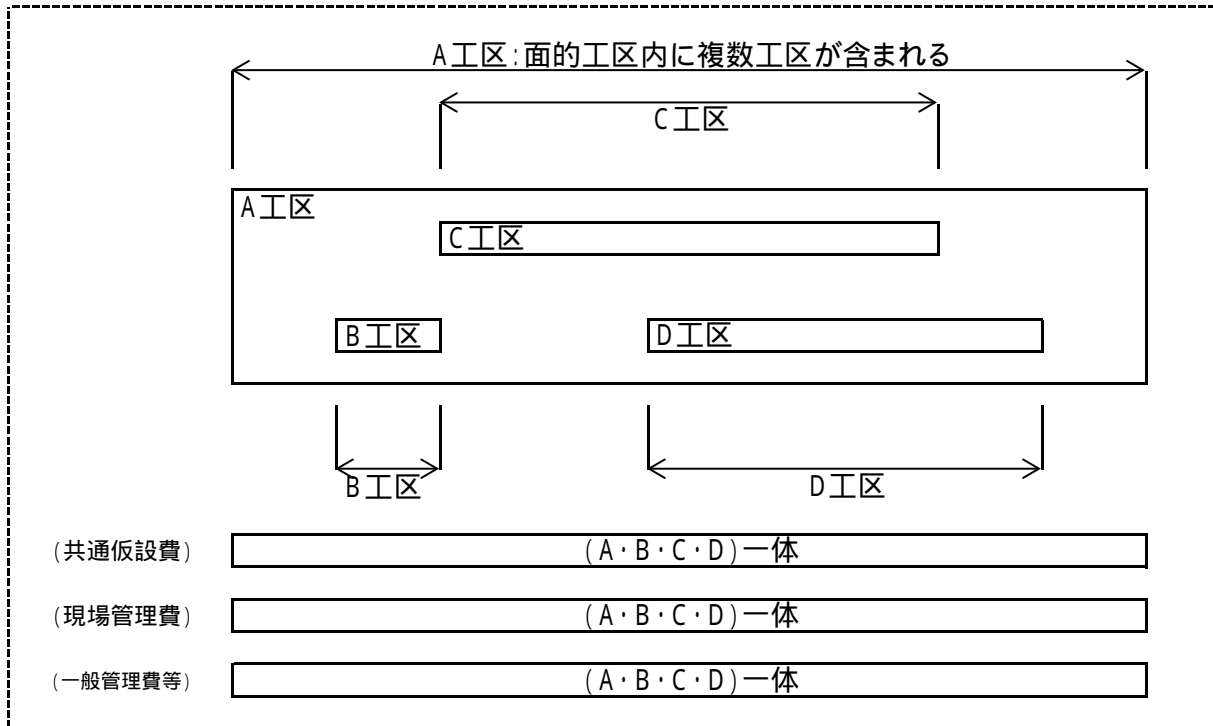 A工区:面的工区内に複数工区が含まれる
C工区
A工区
C工区
B工区
D工区
B工区
D工区
(共通仮設費)
(A・B・C・D)一体
(現場管理費)
(A・B・C・D)一体
(一般管理費等)
(A・B・C・D)一体